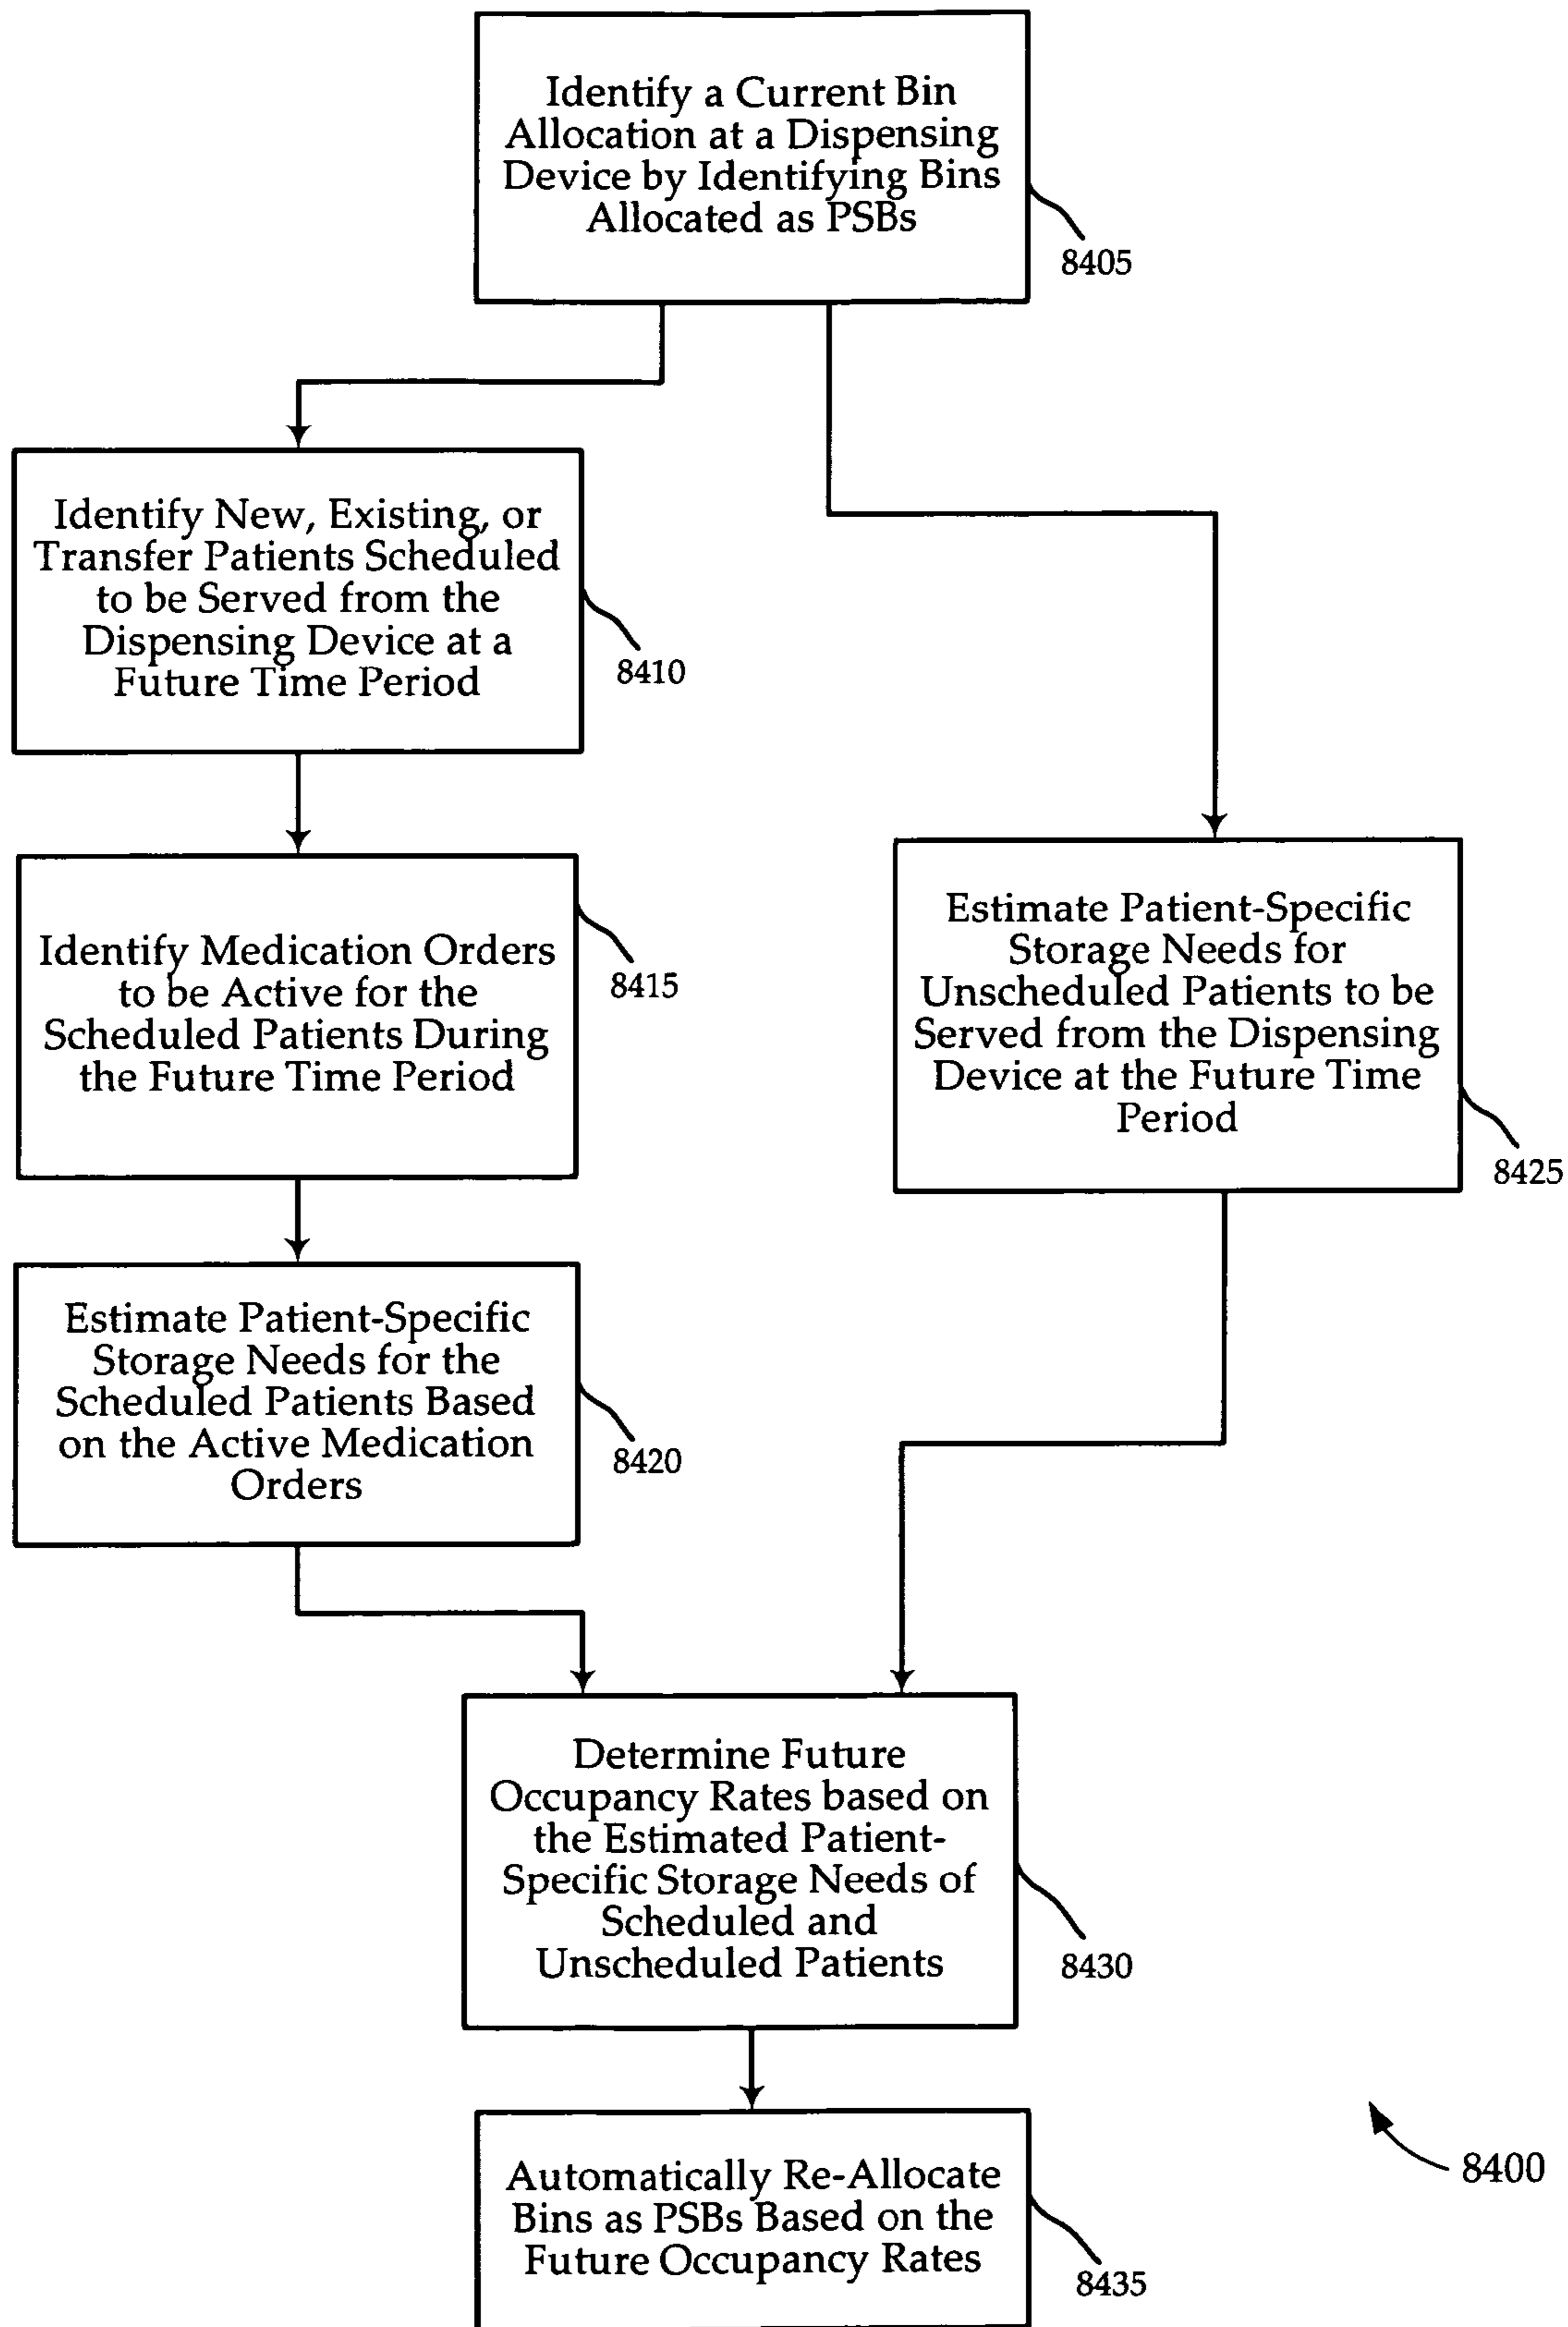 Identify a Current Bin
Allocation at a Dispensing
Device by Identifying Bins
Allocated as PSBs
8405
Identify New, Existing, or
Transfer Patients Scheduled
to be Served from the
Dispensing Device at a
Future Time Period
8410
Identify Medication Orders
to be Active for the
Scheduled Patients During
the Future Time Period
8415
Estimate Patient-Specific
Storage Needs for
Unscheduled Patients to be
Served from the Dispensing
Device at the Future Time
Period
8425
Estimate Patient-Specific
Storage Needs for the
Scheduled Patients Based
on the Active Medication
Orders
8420
Determine Future
Occupancy Rates based on
the Estimated Patient-
Specific Storage Needs of
Scheduled and
Unscheduled Patients
8430
Automatically Re-Allocate
Bins as PSBs Based on the
Future Occupancy Rates
8435
8400